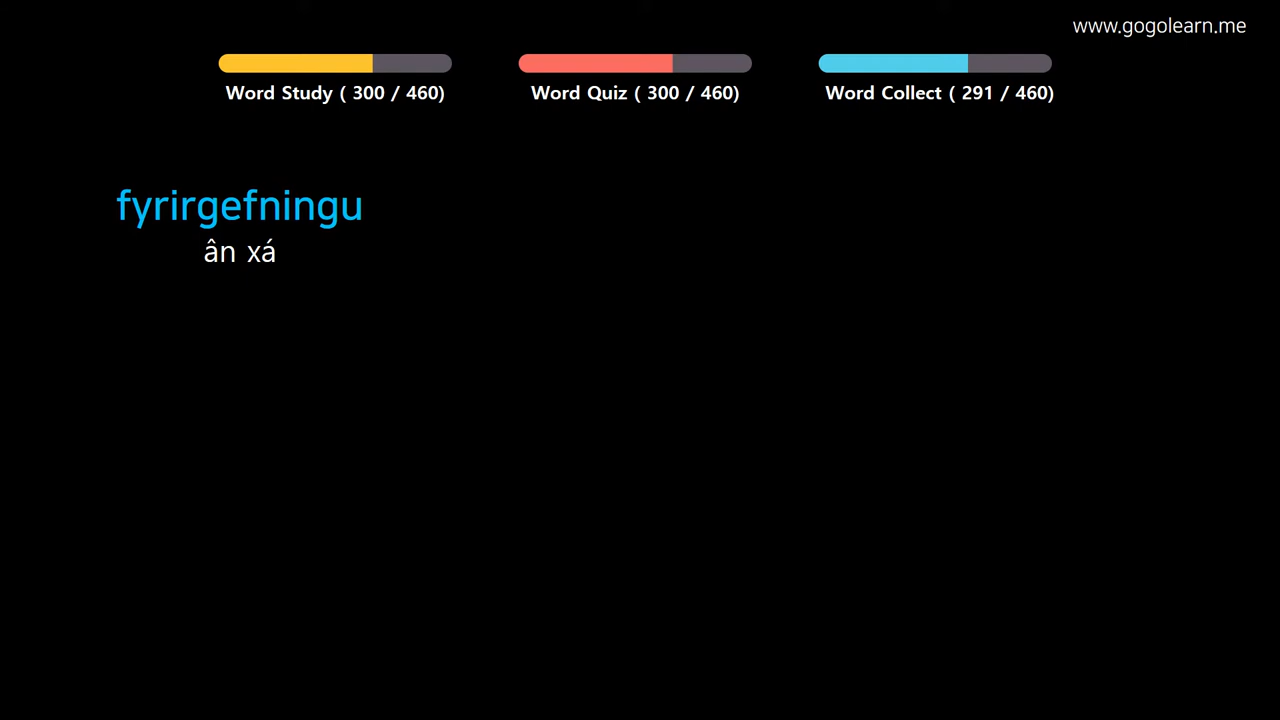 www.gogolearn.me
Word Study ( 300 / 460)
Word Quiz ( 300 / 460)
Word Collect ( 291 / 460)
fyrirgefningu
ân xá